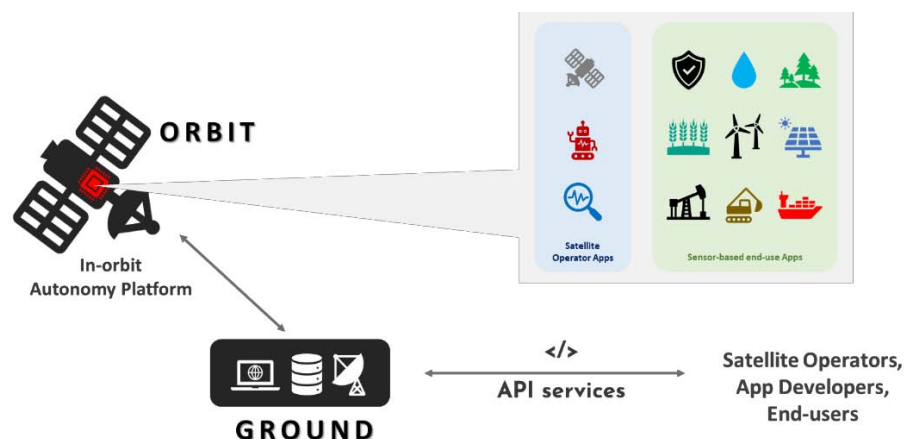 ORBIT
In-orbit
Autonomy Platform
Satellite
Operator Apps
Sensor-based end-use Apps
</>
API services
GROUND
Satellite Operators,
App Developers,
End-users